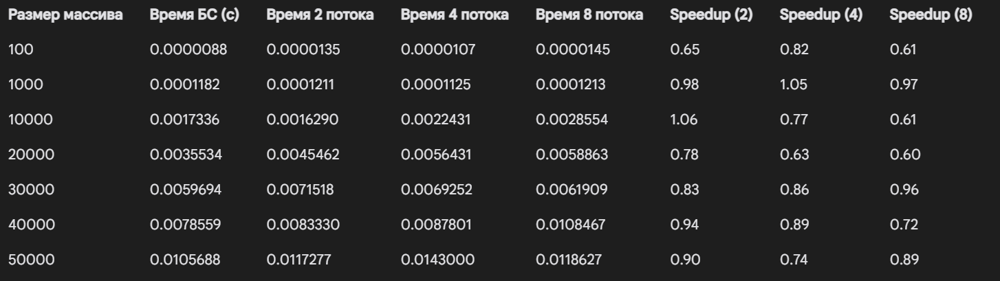 Размер массива Время БС (с) Время 2 потока Время 4 потока Время 8 потока Speedup (2) Speedup (4) Speedup (8)
100 0.0000088 0.0000135 0.0000107 0.0000145 0.65 0.82 0.61
1000 0.0001182 0.0001211 0.0001125 0.0001213 0.98 1.05 0.97
10000 0.0017336 0.0016290 0.0022431 0.0028554 1.06 0.77 0.61
20000 0.0035534 0.0045462 0.0056431 0.0058863 0.78 0.63 0.60
30000 0.0059694 0.0071518 0.0069252 0.0061909 0.83 0.86 0.96
40000 0.0078559 0.0083330 0.0087801 0.0108467 0.94 0.89 0.72
50000 0.0105688 0.0117277 0.0143000 0.0118627 0.90 0.74 0.89